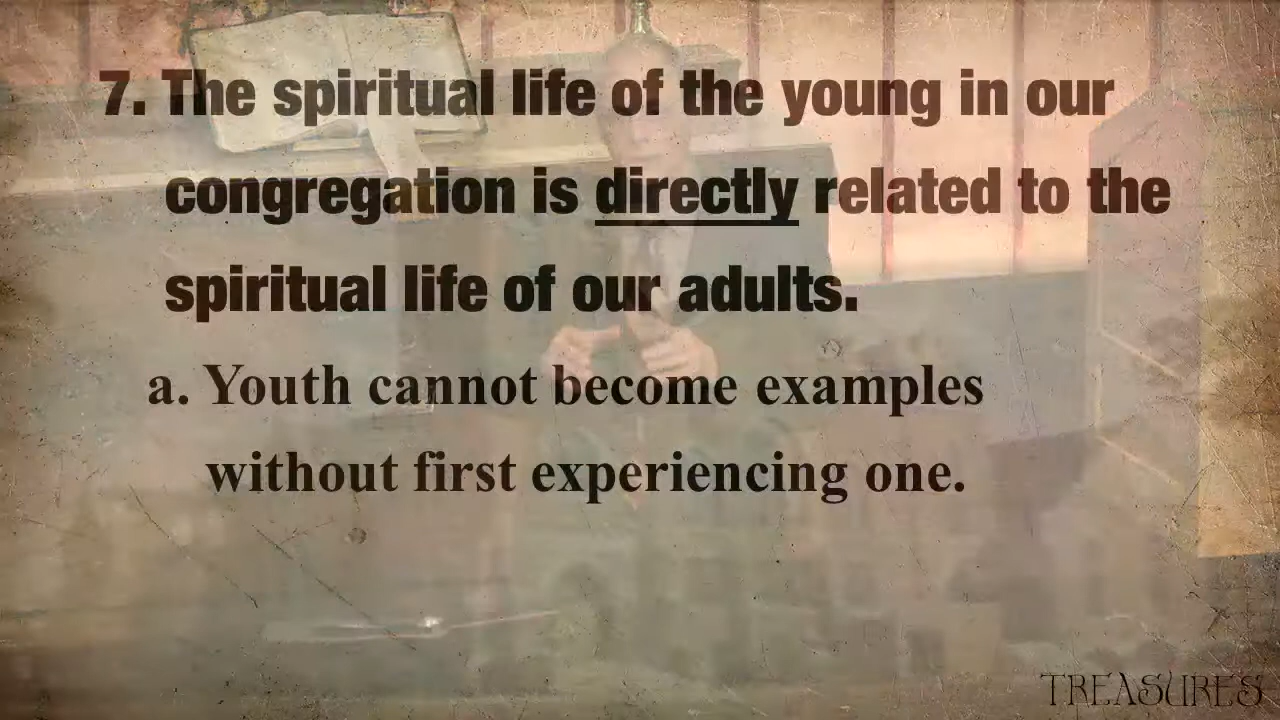 7. The spiritual life of the young in our
congregation is directly related to the
spiritual life of our adults.
a. Youth cannot become examples
without first experiencing one.
TREASURES